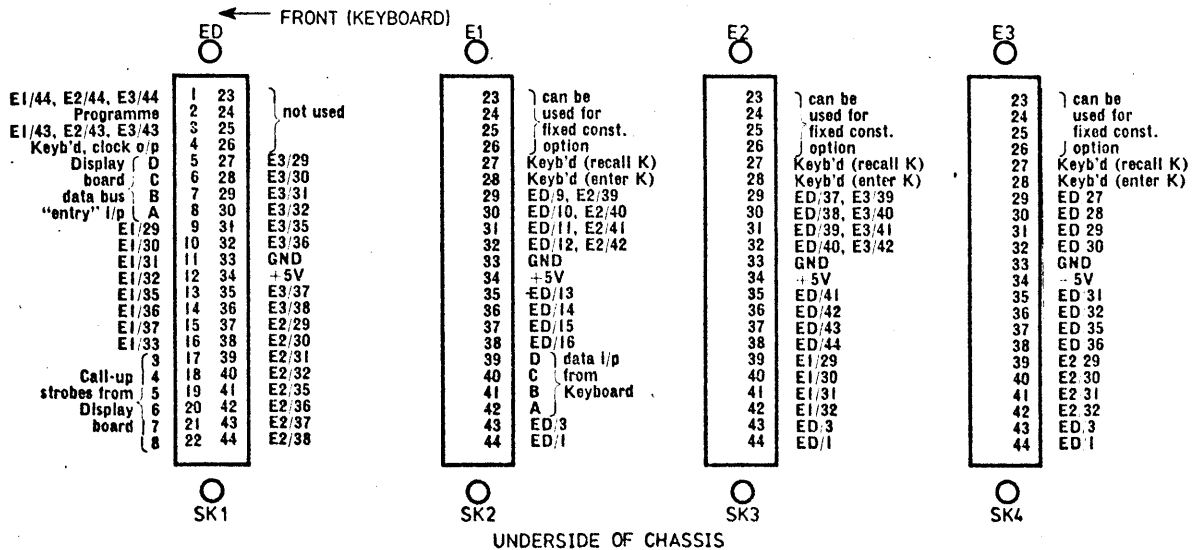 ← FRONT (KEYBOARD)
ED
E1/44, E2/44, E3/44 1 23
Programme 2 24 not used
E1/43, E2/43, E3/43 3 25
Keyb'd, clock o/p 4 26
Display D 5 27 E3/29
board C 6 28 E3/30
data bus B 7 29 E3/31
"entry" i/p A 8 30 E3/32
E1/29 9 31 E3/35
E1/30 10 32 E3/36
E1/31 11 33 GND
E1/32 12 34 +5V
E1/35 13 35 E3/37
E1/36 14 36 E3/38
E1/37 15 37 E2/29
E1/33 16 38 E2/30
3 17 39 E2/31
Call-up 4 18 40 E2/32
strobes from 5 19 41 E2/35
Display 6 20 42 E2/36
board 7 21 43 E2/37
8 22 44 E2/38
SK1
E1
23 can be
24 used for
25 fixed const.
26 option
27 Keyb'd (recall K)
28 Keyb'd (enter K)
29 ED/9, E2/39
30 ED/10, E2/40
31 ED/11, E2/41
32 ED/12, E2/42
33 GND
34 +5V
35 ED/13
36 ED/14
37 ED/15
38 ED/16
39 D data i/p
40 C from
41 B Keyboard
42 A
43 ED/3
44 ED/1
SK2
E2
23 can be
24 used for
25 fixed const.
26 option
27 Keyb'd (recall K)
28 Keyb'd (enter K)
29 ED/37, E3/39
30 ED/38, E3/40
31 ED/39, E3/41
32 ED/40, E3/42
33 GND
34 +5V
35 ED/41
36 ED/42
37 ED/43
38 ED/44
39 E1/29
40 E1/30
41 E1/31
42 E1/32
43 ED/3
44 ED/1
SK3
E3
23 can be
24 used for
25 fixed const.
26 option
27 Keyb'd (recall K)
28 Keyb'd (enter K)
29 ED 27
30 ED 28
31 ED 29
32 ED 30
33 GND
34 - 5V
35 ED 31
36 ED 32
37 ED 35
38 ED 36
39 E2 29
40 E2/30
41 E2 31
42 E2/32
43 ED/3
44 ED/1
SK4
UNDERSIDE OF CHASSIS